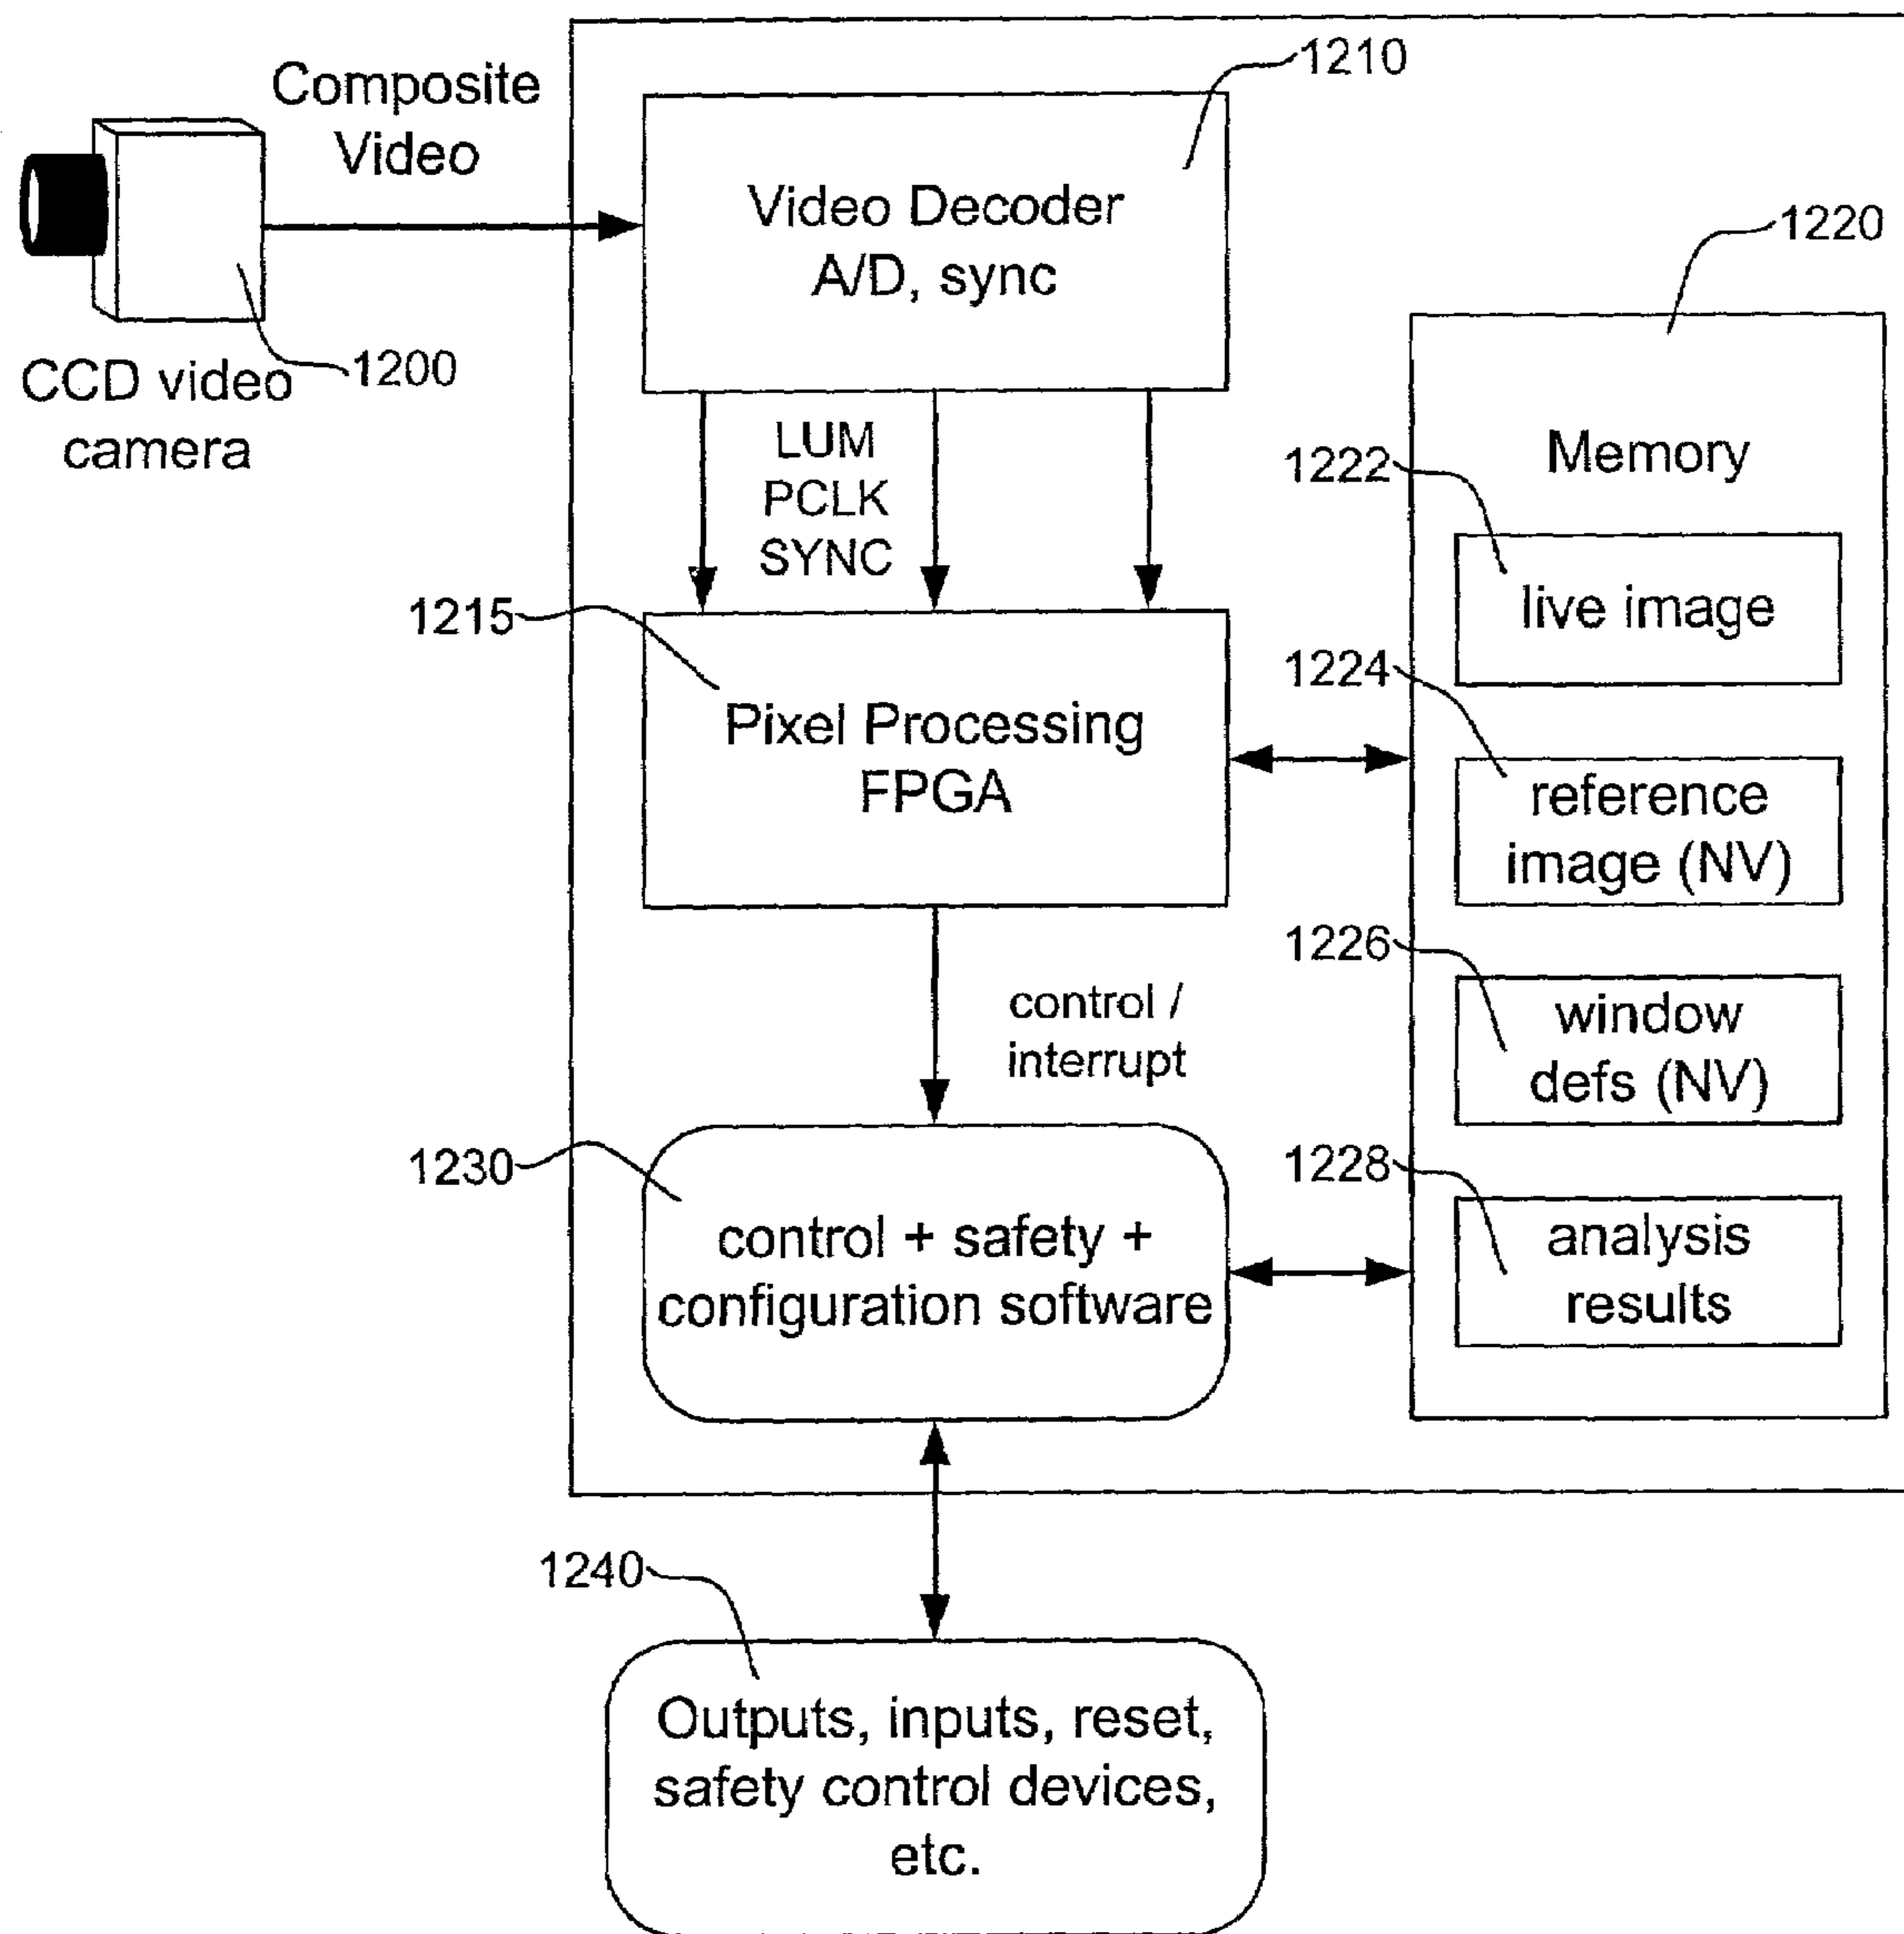 1210
Composite
Video
Video Decoder
A/D, sync
1220
1200
CCD video
camera
LUM
PCLK
SYNC
Memory
1222
live image
1215
1224
Pixel Processing
FPGA
reference
image (NV)
1226
control /
interrupt
window
defs (NV)
1230
1228
control + safety +
configuration software
analysis
results
1240
Outputs, inputs, reset,
safety control devices,
etc.